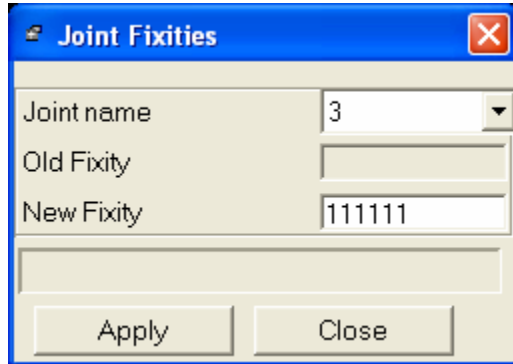 Joint Fixities
Joint name 3
Old Fixity
New Fixity 111111
Apply Close